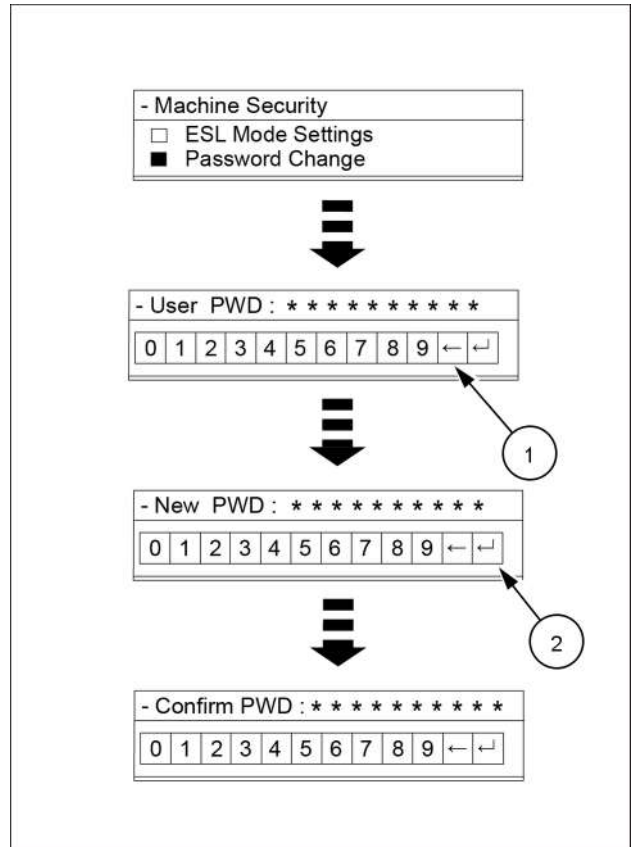 - Machine Security
□ ESL Mode Settings
■ Password Change
- User PWD : * * * * * * * * * *
0 1 2 3 4 5 6 7 8 9 ← ↵
1
- New PWD : * * * * * * * * * *
0 1 2 3 4 5 6 7 8 9 ← ↵
2
- Confirm PWD : * * * * * * * * * *
0 1 2 3 4 5 6 7 8 9 ← ↵